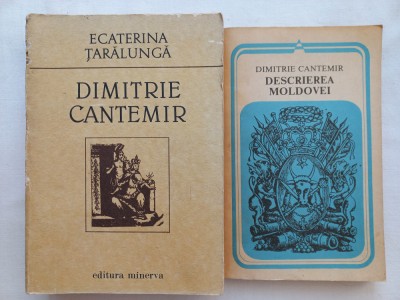 ECATERINA
ȚARĂLUNGĂ
DIMITRIE
CANTEMIR
editura minerva
DIMITRIE CANTEMIR
DESCRIEREA
MOLDOVEI